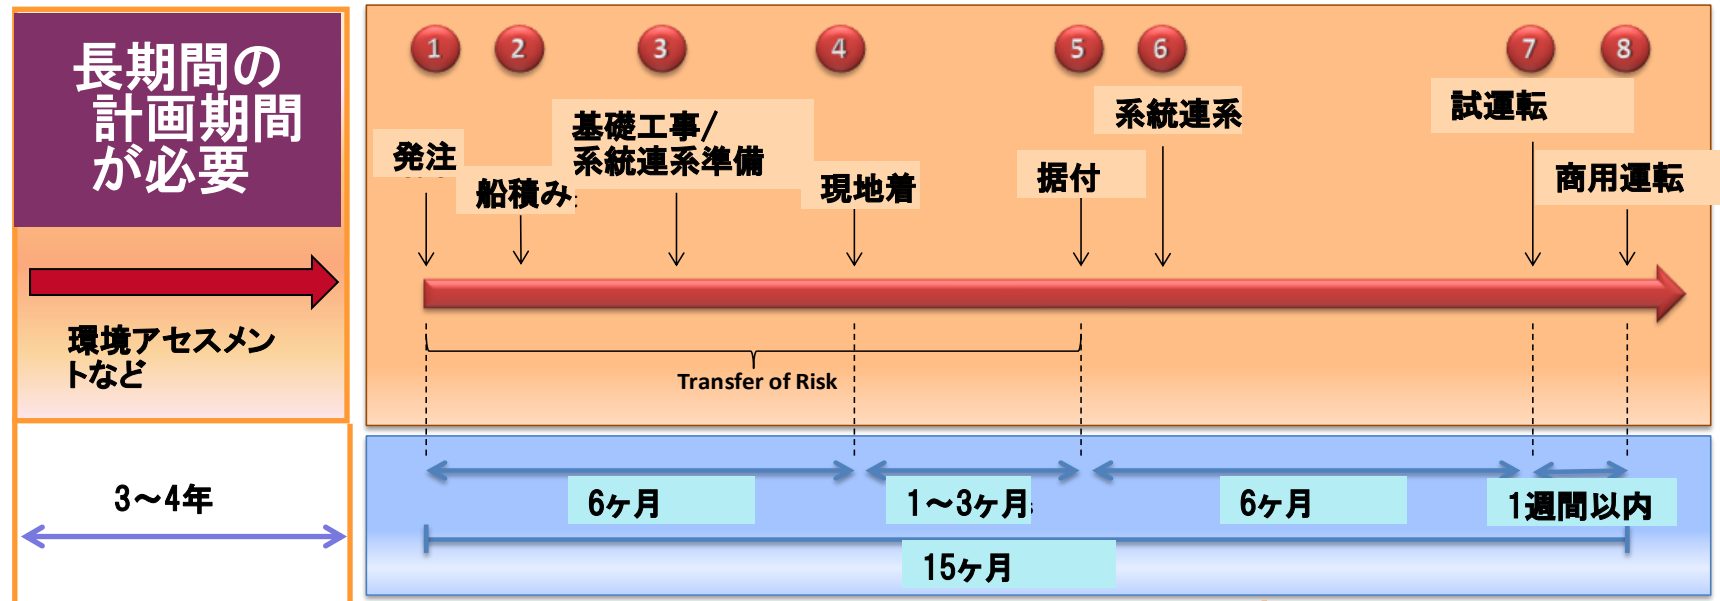 長期間の
計画期間
が必要
環境アセスメン
トなど
3～4年
1
2
3
4
5
6
7
8
発注
船積み
基礎工事/
系統連系準備
現地着
据付
系統連系
試運転
商用運転
Transfer of Risk
6ヶ月
1～3ヶ月
6ヶ月
1週間以内
15ヶ月